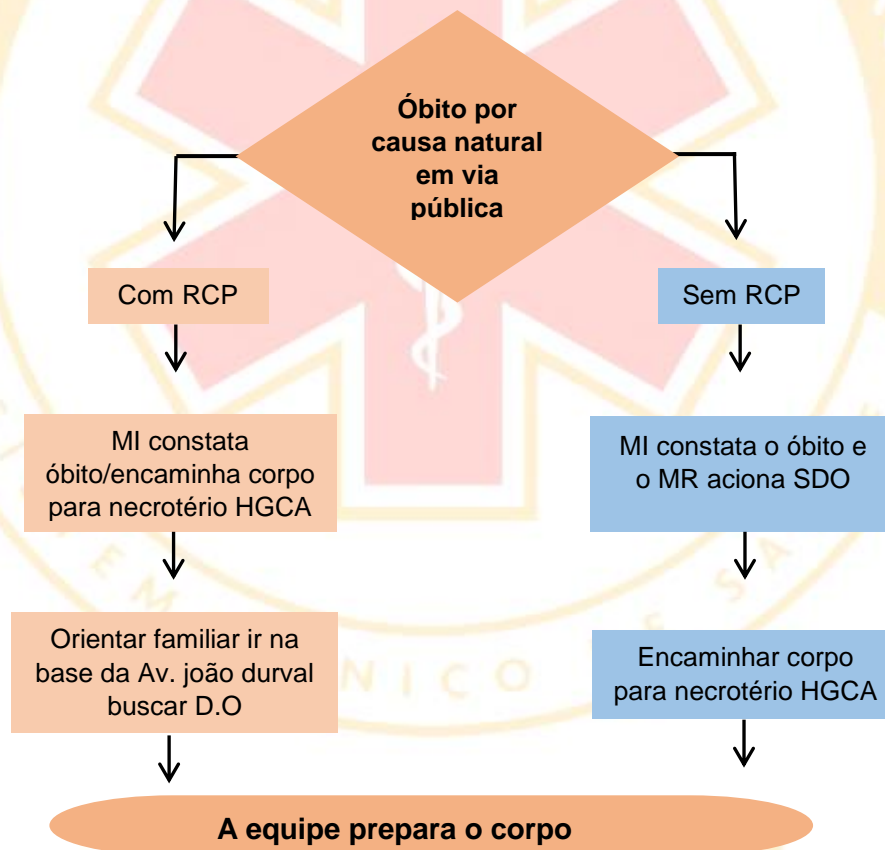 Óbito por
causa natural
em via
pública
Com RCP
Sem RCP
MI constata
óbito/encaminha corpo
para necrotério HGCA
MI constata o óbito e
o MR aciona SDO
Orientar familiar ir na
base da Av. joão durval
buscar D.O
Encaminhar corpo
para necrotério HGCA
A equipe prepara o corpo